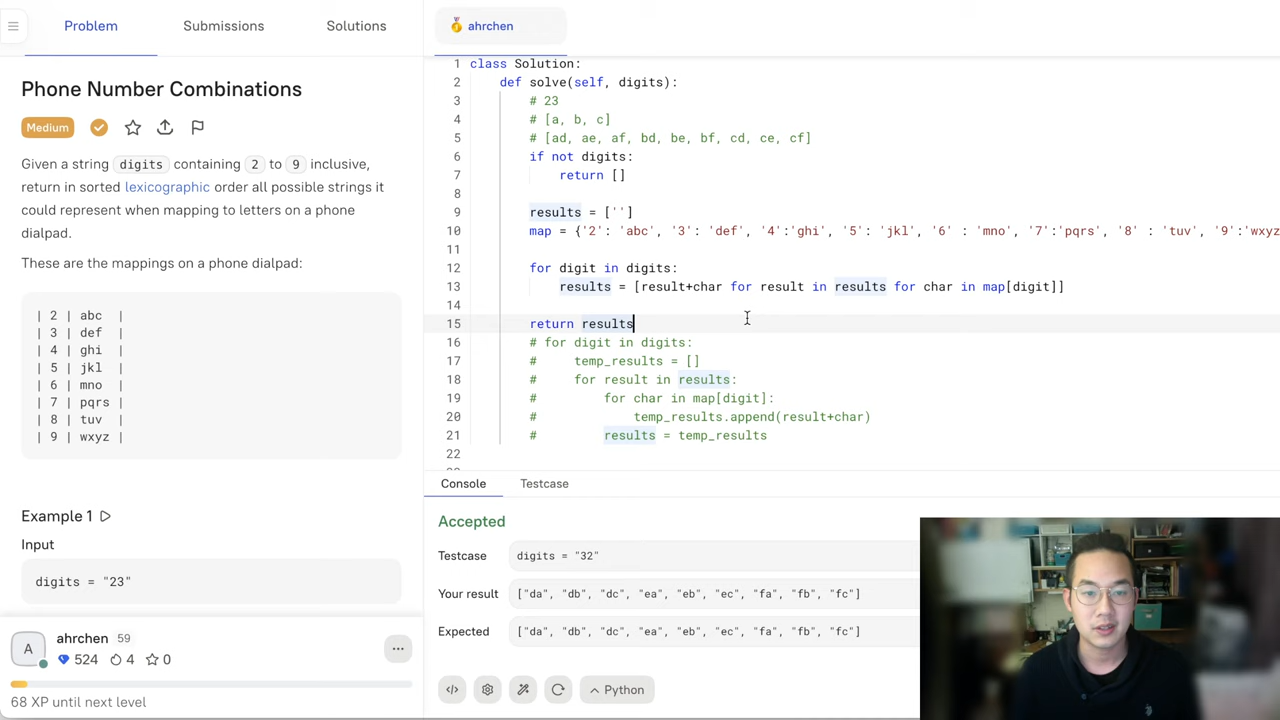 Problem
Submissions
Solutions
ahrchen
Phone Number Combinations
Medium
Given a string digits containing 2 to 9 inclusive,
return in sorted lexicographic order all possible strings it
could represent when mapping to letters on a phone
dialpad.
These are the mappings on a phone dialpad:
| 2 | abc |
| 3 | def |
| 4 | ghi |
| 5 | jkl |
| 6 | mno |
| 7 | pqrs |
| 8 | tuv |
| 9 | wxyz |
Example 1
Input
digits = "23"
A
ahrchen 59
524 4 0
68 XP until next level
1 class Solution:
2 def solve(self, digits):
3 # 23
4 # [a, b, c]
5 # [ad, ae, af, bd, be, bf, cd, ce, cf]
6 if not digits:
7 return []
8
9 results = ['']
10 map = {'2': 'abc', '3': 'def', '4':'ghi', '5': 'jkl', '6' : 'mno', '7':'pqrs', '8' : 'tuv', '9':'wxyz
11
12 for digit in digits:
13 results = [result+char for result in results for char in map[digit]]
14
15 return results
16 # for digit in digits:
17 # temp_results = []
18 # for result in results:
19 # for char in map[digit]:
20 # temp_results.append(result+char)
21 # results = temp_results
22
Console
Testcase
Accepted
Testcase digits = "32"
Your result ["da", "db", "dc", "ea", "eb", "ec", "fa", "fb", "fc"]
Expected ["da", "db", "dc", "ea", "eb", "ec", "fa", "fb", "fc"]
Python